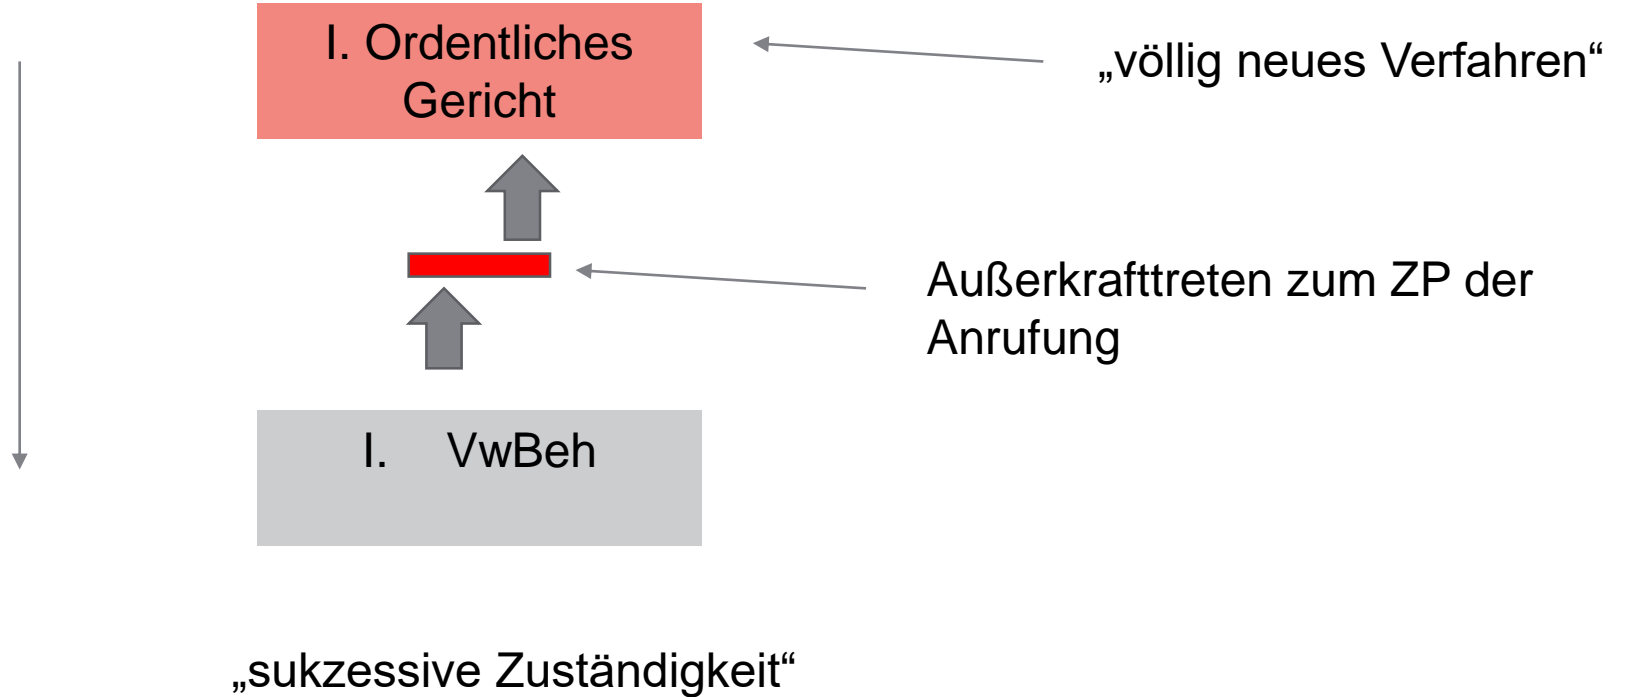 I. Ordentliches
Gericht
„völlig neues Verfahren“
Außerkrafttreten zum ZP der
Anrufung
I. VwBeh
„sukzessive Zuständigkeit“